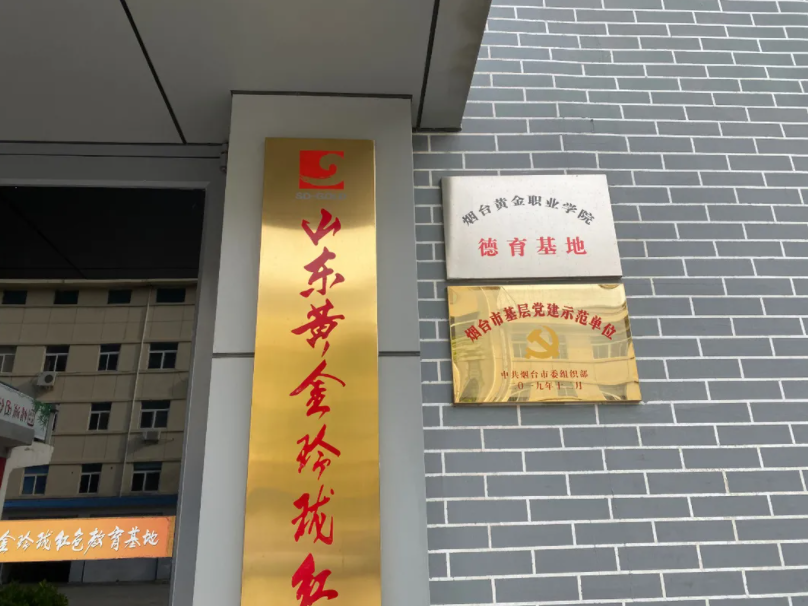 山东黄金玲珑红
烟台黄金职业学院
德育基地
烟台市基层党建示范单位
中共烟台市委组织部
二〇一九年十一月
金玲珑红色教育基地